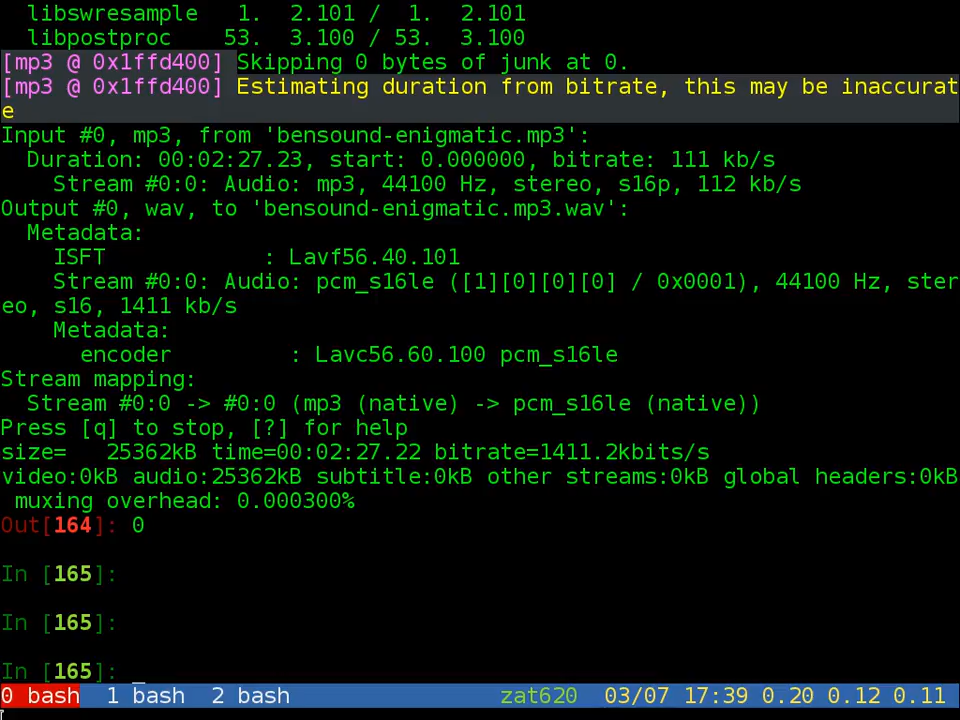 libswresample   1.  2.101 /  1.  2.101
  libpostproc    53.  3.100 / 53.  3.100
[mp3 @ 0x1ffd400] Skipping 0 bytes of junk at 0.
[mp3 @ 0x1ffd400] Estimating duration from bitrate, this may be inaccurat
e
Input #0, mp3, from 'bensound-enigmatic.mp3':
  Duration: 00:02:27.23, start: 0.000000, bitrate: 111 kb/s
    Stream #0:0: Audio: mp3, 44100 Hz, stereo, s16p, 112 kb/s
Output #0, wav, to 'bensound-enigmatic.mp3.wav':
  Metadata:
    ISFT            : Lavf56.40.101
    Stream #0:0: Audio: pcm_s16le ([1][0][0][0] / 0x0001), 44100 Hz, ster
eo, s16, 1411 kb/s
    Metadata:
      encoder         : Lavc56.60.100 pcm_s16le
Stream mapping:
  Stream #0:0 -> #0:0 (mp3 (native) -> pcm_s16le (native))
Press [q] to stop, [?] for help
size=   25362kB time=00:02:27.22 bitrate=1411.2kbits/s
video:0kB audio:25362kB subtitle:0kB other streams:0kB global headers:0kB
 muxing overhead: 0.000300%
Out[164]: 0
In [165]:
In [165]:
In [165]: _
0 bash  1 bash  2 bash                zat620  03/07 17:39 0.20 0.12 0.11